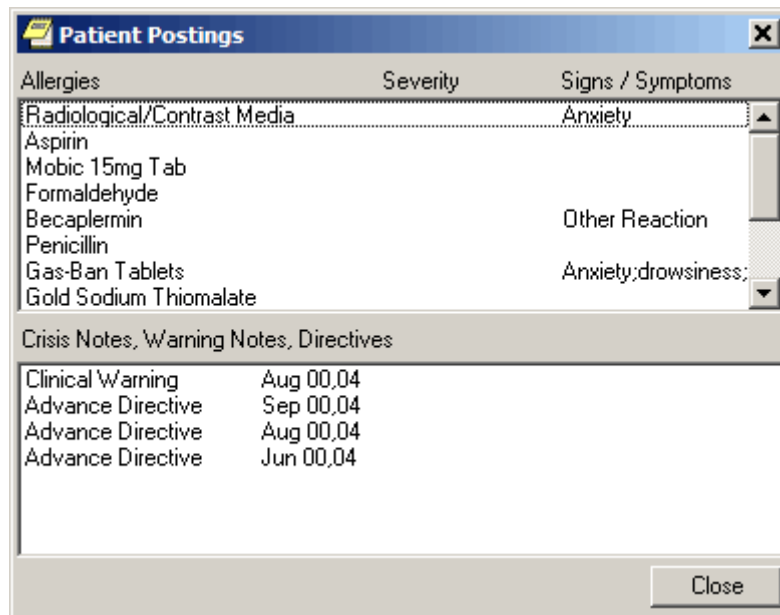 Patient Postings
Allergies Severity Signs / Symptoms
Radiological/Contrast Media Anxiety
Aspirin
Mobic 15mg Tab
Formaldehyde
Becaplermin Other Reaction
Penicillin
Gas-Ban Tablets Anxiety;drowsiness;
Gold Sodium Thiomalate
Crisis Notes, Warning Notes, Directives
Clinical Warning Aug 00,04
Advance Directive Sep 00,04
Advance Directive Aug 00,04
Advance Directive Jun 00,04
Close